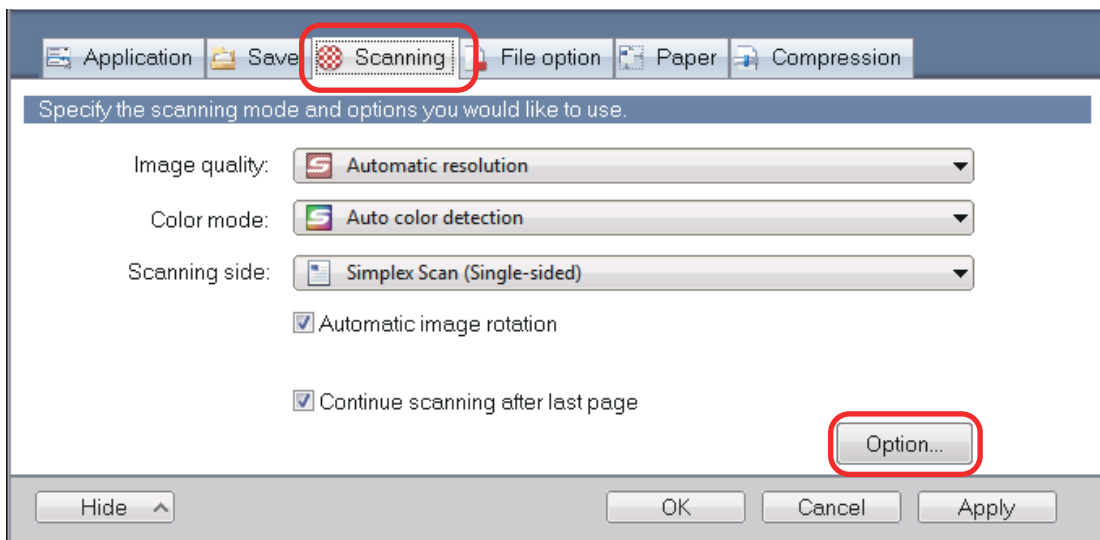 Application Save Scanning File option Paper Compression
Specify the scanning mode and options you would like to use.
Image quality: Automatic resolution
Color mode: Auto color detection
Scanning side: Simplex Scan (Single-sided)
Automatic image rotation
Continue scanning after last page
Option...
Hide OK Cancel Apply